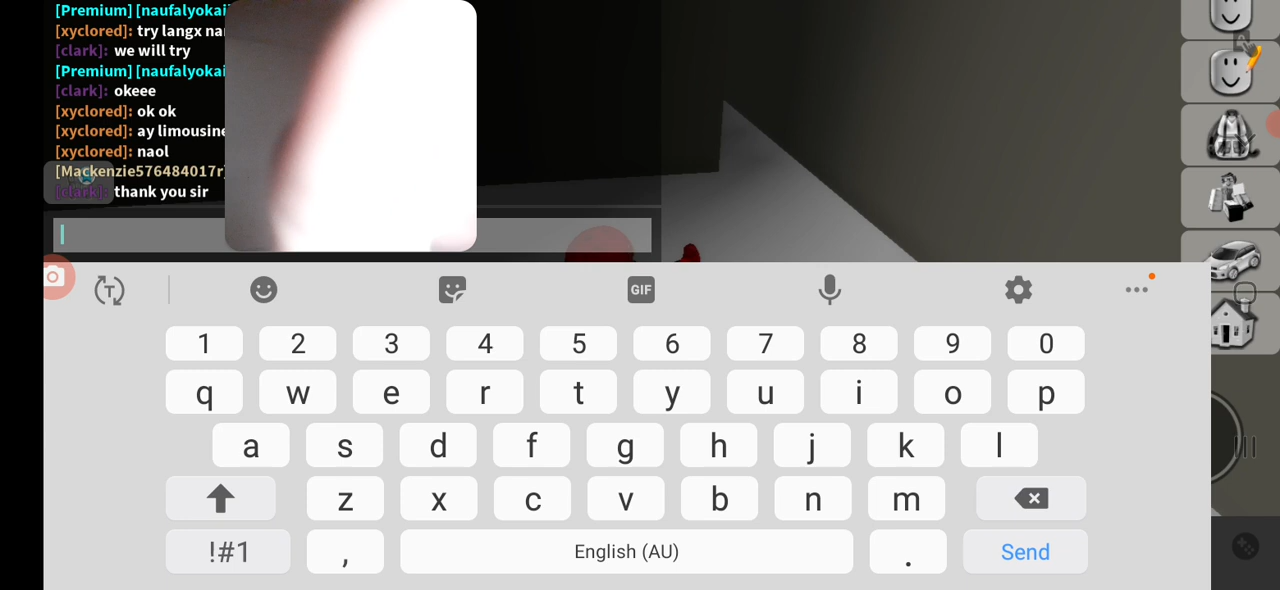 [Premium] [naufalyokai
[xyclored]: try langx
[clark]: we will try
[Premium] [naufalyokai
[clark]: okeee
[xyclored]: ok ok
[xyclored]: ay limousine
[xyclored]: naol
[Mackenzie576484017r
[clark]: thank you sir
T
GIF
1 2 3 4 5 6 7 8 9 0
q w e r t y u i o p
a s d f g h j k l
z x c v b n m
!#1 , English (AU) . Send